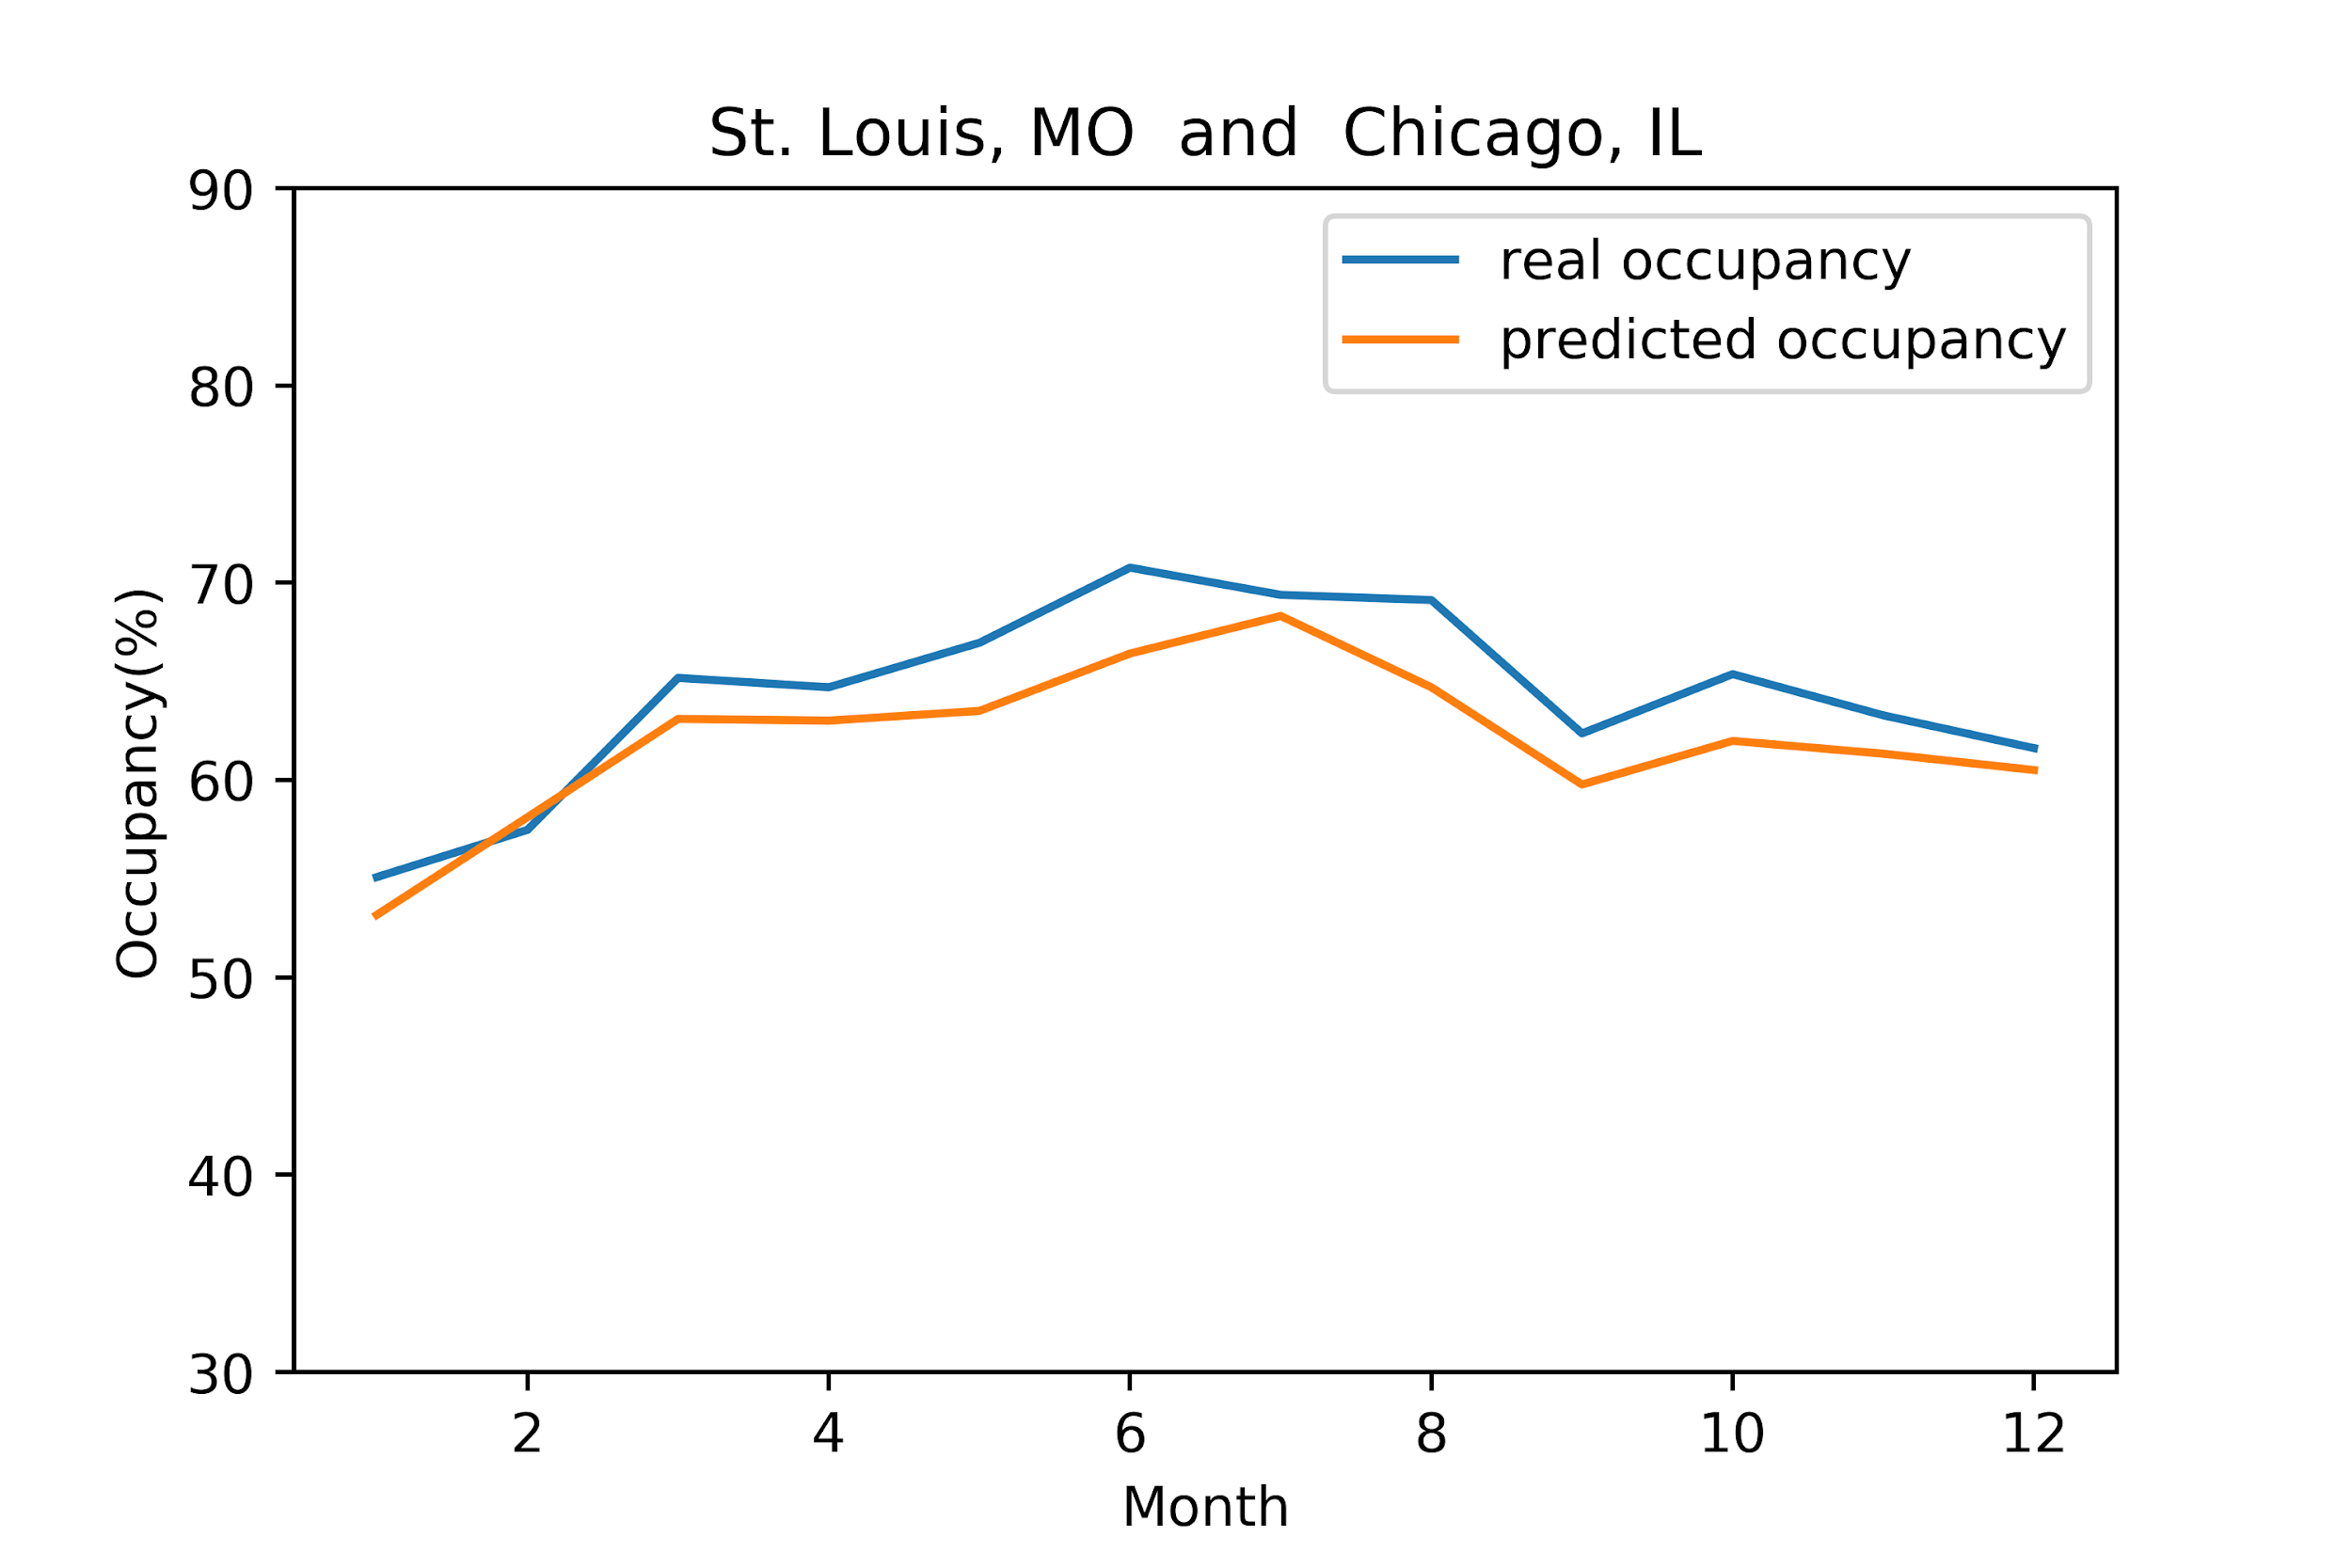 St. Louis, MO  and  Chicago, IL
real occupancy
predicted occupancy
90
80
70
60
50
40
30
Occupancy(%)
2 4 6 8 10 12
Month